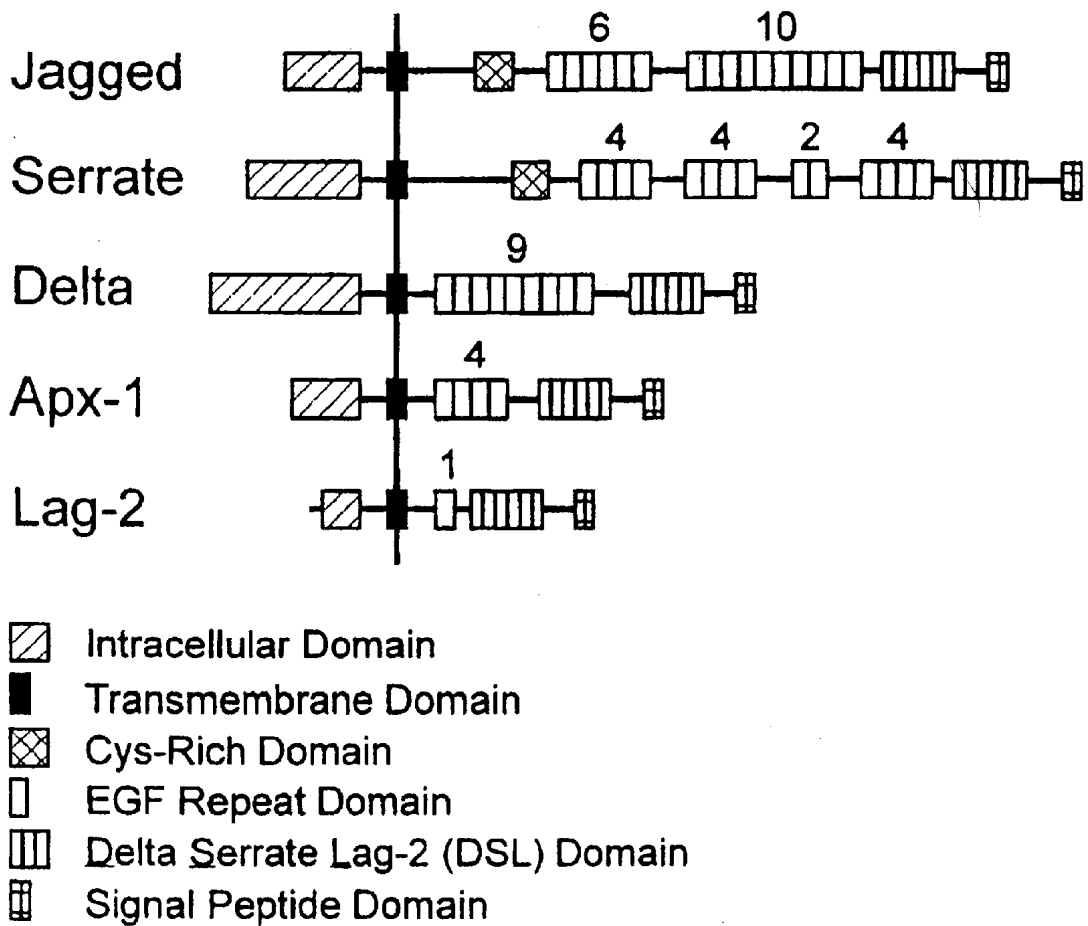 6 10
Jagged
4 4 2 4
Serrate
9
Delta
4
Apx-1
1
Lag-2
Intracellular Domain
Transmembrane Domain
Cys-Rich Domain
EGF Repeat Domain
Delta Serrate Lag-2 (DSL) Domain
Signal Peptide Domain